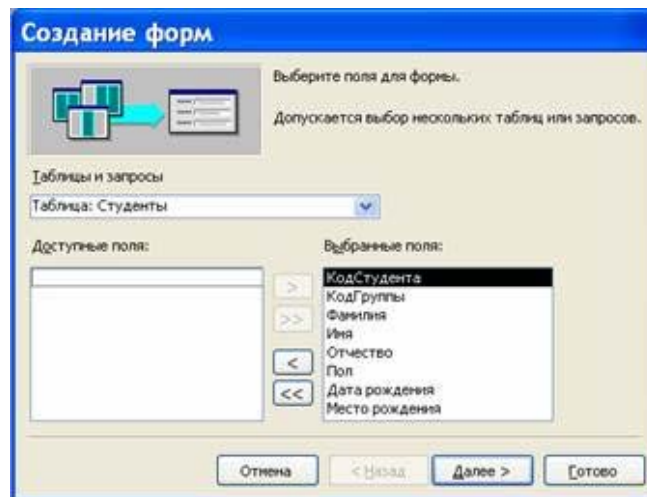 Создание форм
Выберите поля для формы.
Допускается выбор нескольких таблиц или запросов.
Таблицы и запросы
Таблица: Студенты
Доступные поля:
Выбранные поля:
КодСтудента
КодГруппы
Фамилия
Имя
Отчество
Пол
Дата рождения
Место рождения
>
>>
<
<<
Отмена
< Назад
Далее >
Готово